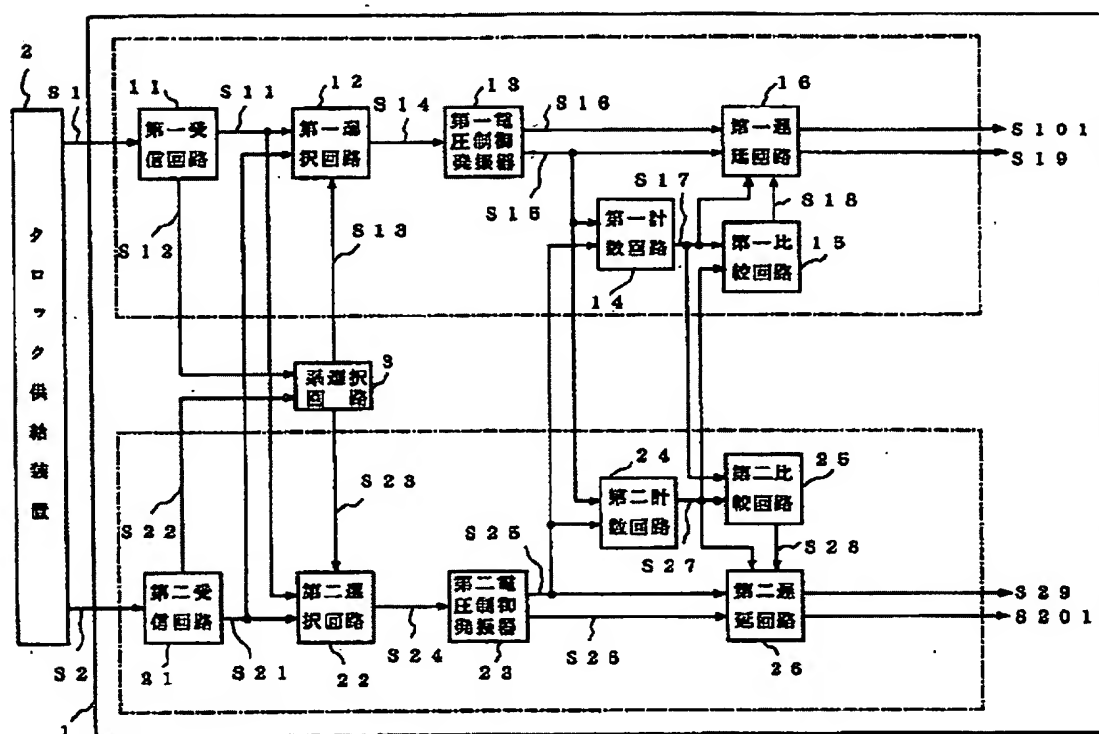 2
S1
11
S11
12
S14
13
S16
16
第一受
信回路
第一選
択回路
第一電
圧制御
発振器
第一遅
延回路
S101
S19
S15
S17
S18
S12
S13
第一計
数回路
14
第一比
較回路
15
クロック供給装置
系選択
回路
3
S22
S23
24
第二計
数回路
S27
第二比
較回路
25
S25
S28
第二受
信回路
第二選
択回路
第二電
圧制御
発振器
第二遅
延回路
S29
S201
S2
21
S21
22
S24
23
S26
26
1